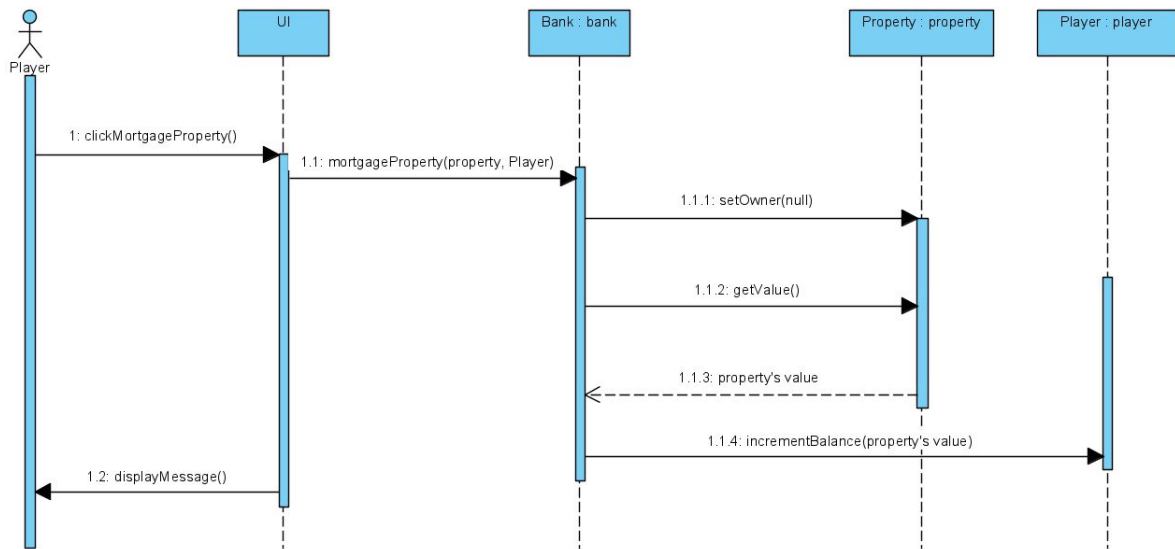 UI
Bank : bank
Property : property
Player : player
Player
1: clickMortgageProperty()
1.1: mortgageProperty(property, Player)
1.1.1: setOwner(null)
1.1.2: getValue()
1.1.3: property's value
1.1.4: incrementBalance(property's value)
1.2: displayMessage()